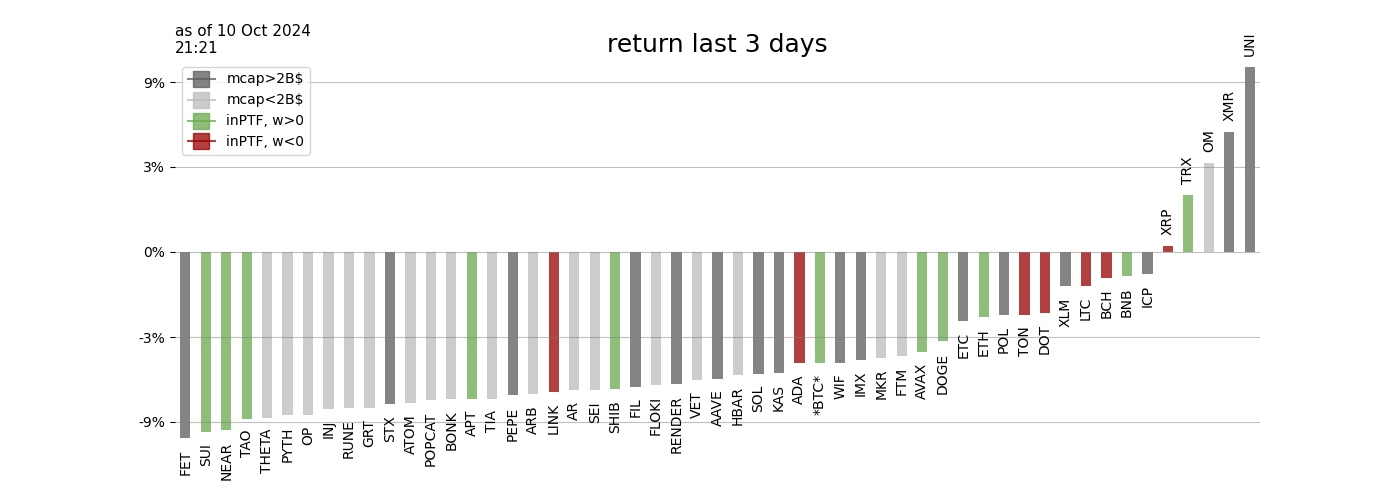 as of 10 Oct 2024
21:21
return last 3 days
mcap>2B$
mcap<2B$
inPTF, w>0
inPTF, w<0
9%
3%
0%
-3%
-9%
FET
SUI
NEAR
TAO
THETA
PYTH
OP
INJ
RUNE
GRT
STX
ATOM
POPCAT
BONK
APT
TIA
PEPE
ARB
LINK
AR
SEI
SHIB
FIL
FLOKI
RENDER
VET
AAVE
HBAR
SOL
KAS
ADA
*BTC*
WIF
IMX
MKR
FTM
AVAX
DOGE
ETC
ETH
POL
TON
DOT
XLM
LTC
BCH
BNB
ICP
XRP
TRX
OM
XMR
UNI